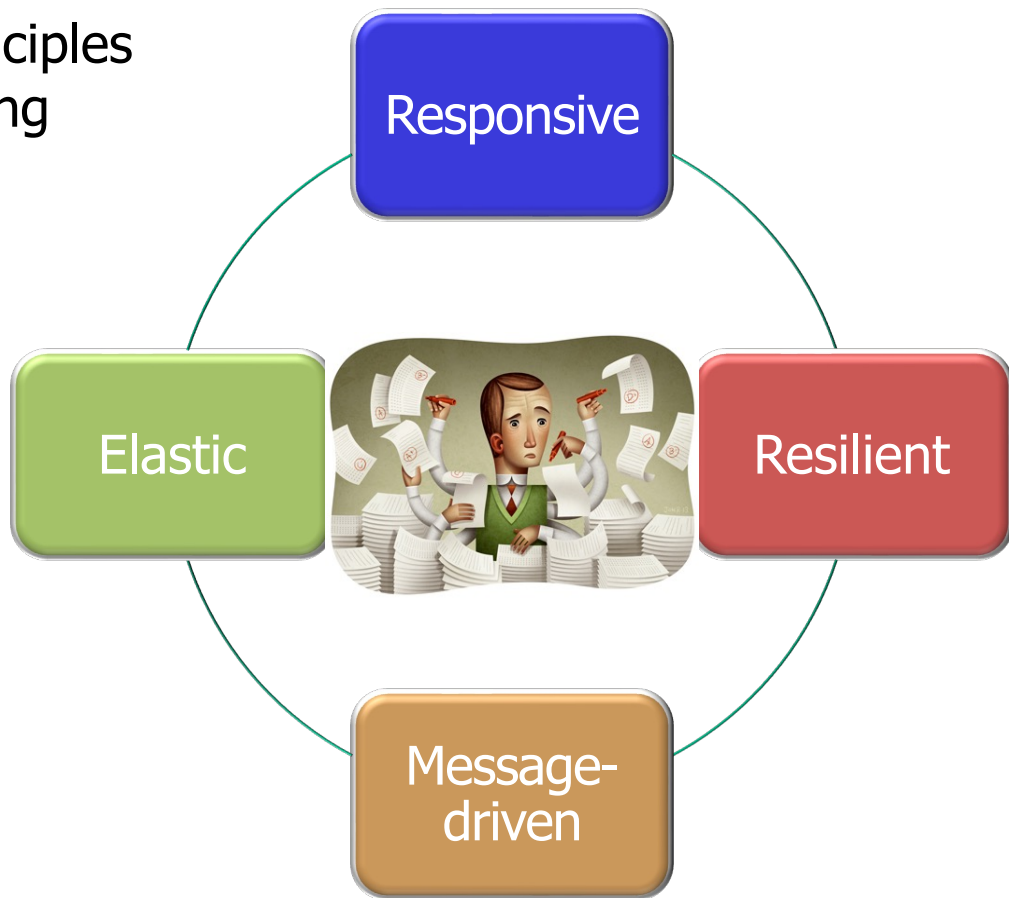 ciples
ng
Responsive
Elastic
Resilient
Message-
driven